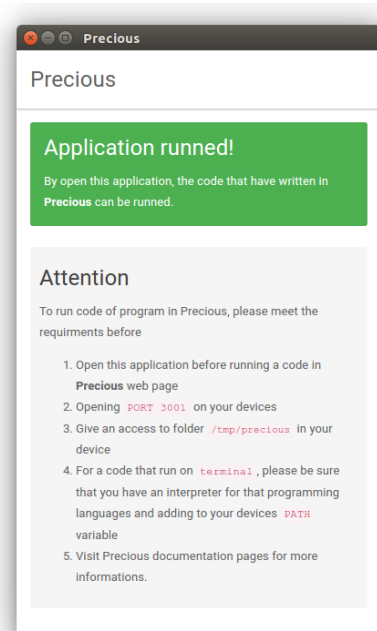 Precious
Precious
Application runned!
By open this application, the code that have written in
Precious can be runned.
Attention
To run code of program in Precious, please meet the
requirments before
1. Open this application before running a code in
Precious web page
2. Opening PORT 3001 on your devices
3. Give an access to folder /tmp/precious in your
device
4. For a code that run on terminal, please be sure
that you have an interpreter for that programming
languages and adding to your devices PATH
variable
5. Visit Precious documentation pages for more
informations.